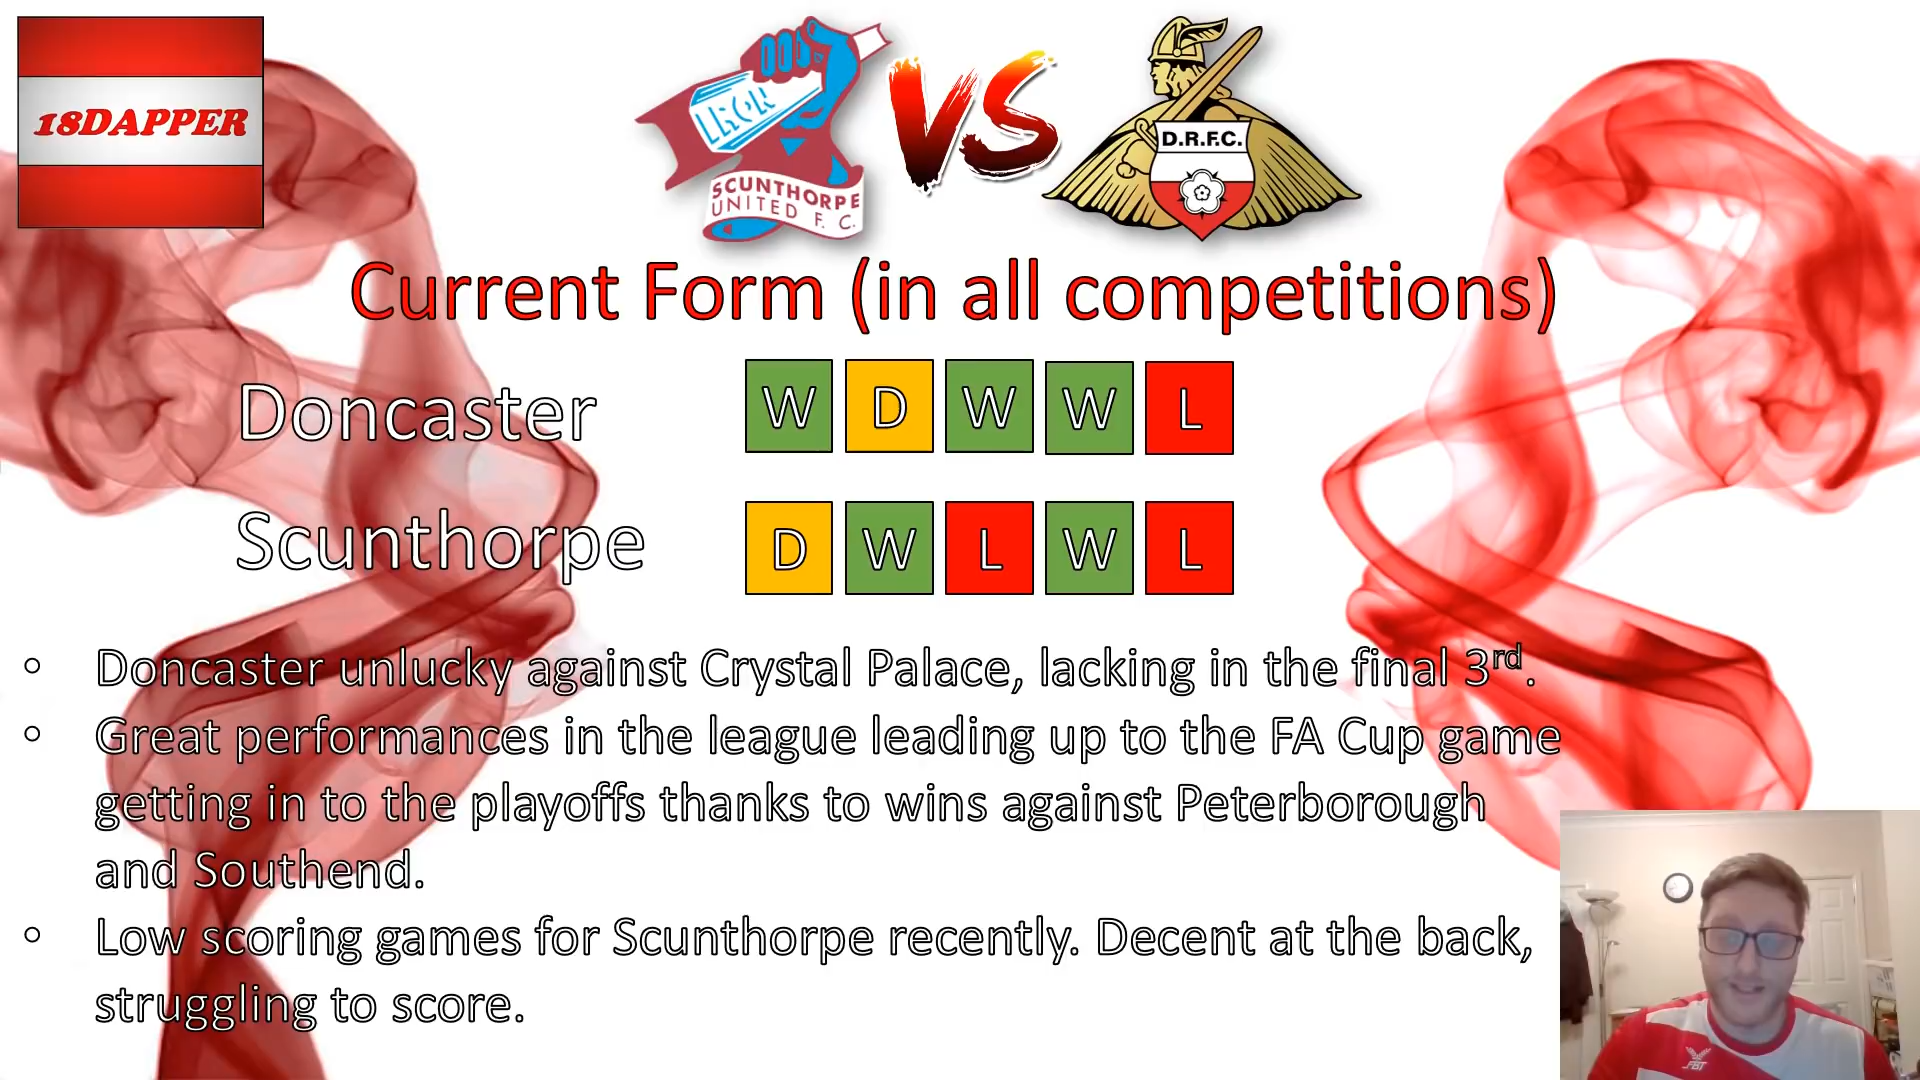 18DAPPER
IRON
SCUNTHORPE
UNITED F. C.
VS
D.R.F.C.
Current Form (in all competitions)
Doncaster W D W W L
Scunthorpe D W L W L
◦ Doncaster unlucky against Crystal Palace, lacking in the final 3rd.
◦ Great performances in the league leading up to the FA Cup game
getting in to the playoffs thanks to wins against Peterborough
and Southend.
◦ Low scoring games for Scunthorpe recently. Decent at the back,
struggling to score.
FBT